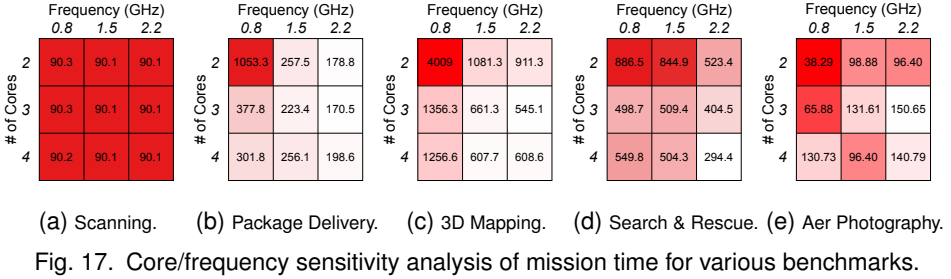 Frequency (GHz) Frequency (GHz) Frequency (GHz) Frequency (GHz) Frequency (GHz)
0.8 1.5 2.2 0.8 1.5 2.2 0.8 1.5 2.2 0.8 1.5 2.2 0.8 1.5 2.2
# of Cores # of Cores # of Cores # of Cores # of Cores
2 90.3 90.1 90.1 2 1053.3 257.5 178.8 2 4009 1081.3 911.3 2 886.5 844.9 523.4 2 38.29 98.88 96.40
3 90.3 90.1 90.1 3 377.8 223.4 170.5 3 1356.3 661.3 545.1 3 498.7 509.4 404.5 3 65.88 131.61 150.65
4 90.2 90.1 90.1 4 301.8 256.1 198.6 4 1256.6 607.7 608.6 4 549.8 504.3 294.4 4 130.73 96.40 140.79
(a) Scanning. (b) Package Delivery. (c) 3D Mapping. (d) Search & Rescue. (e) Aer Photography.
Fig. 17. Core/frequency sensitivity analysis of mission time for various benchmarks.